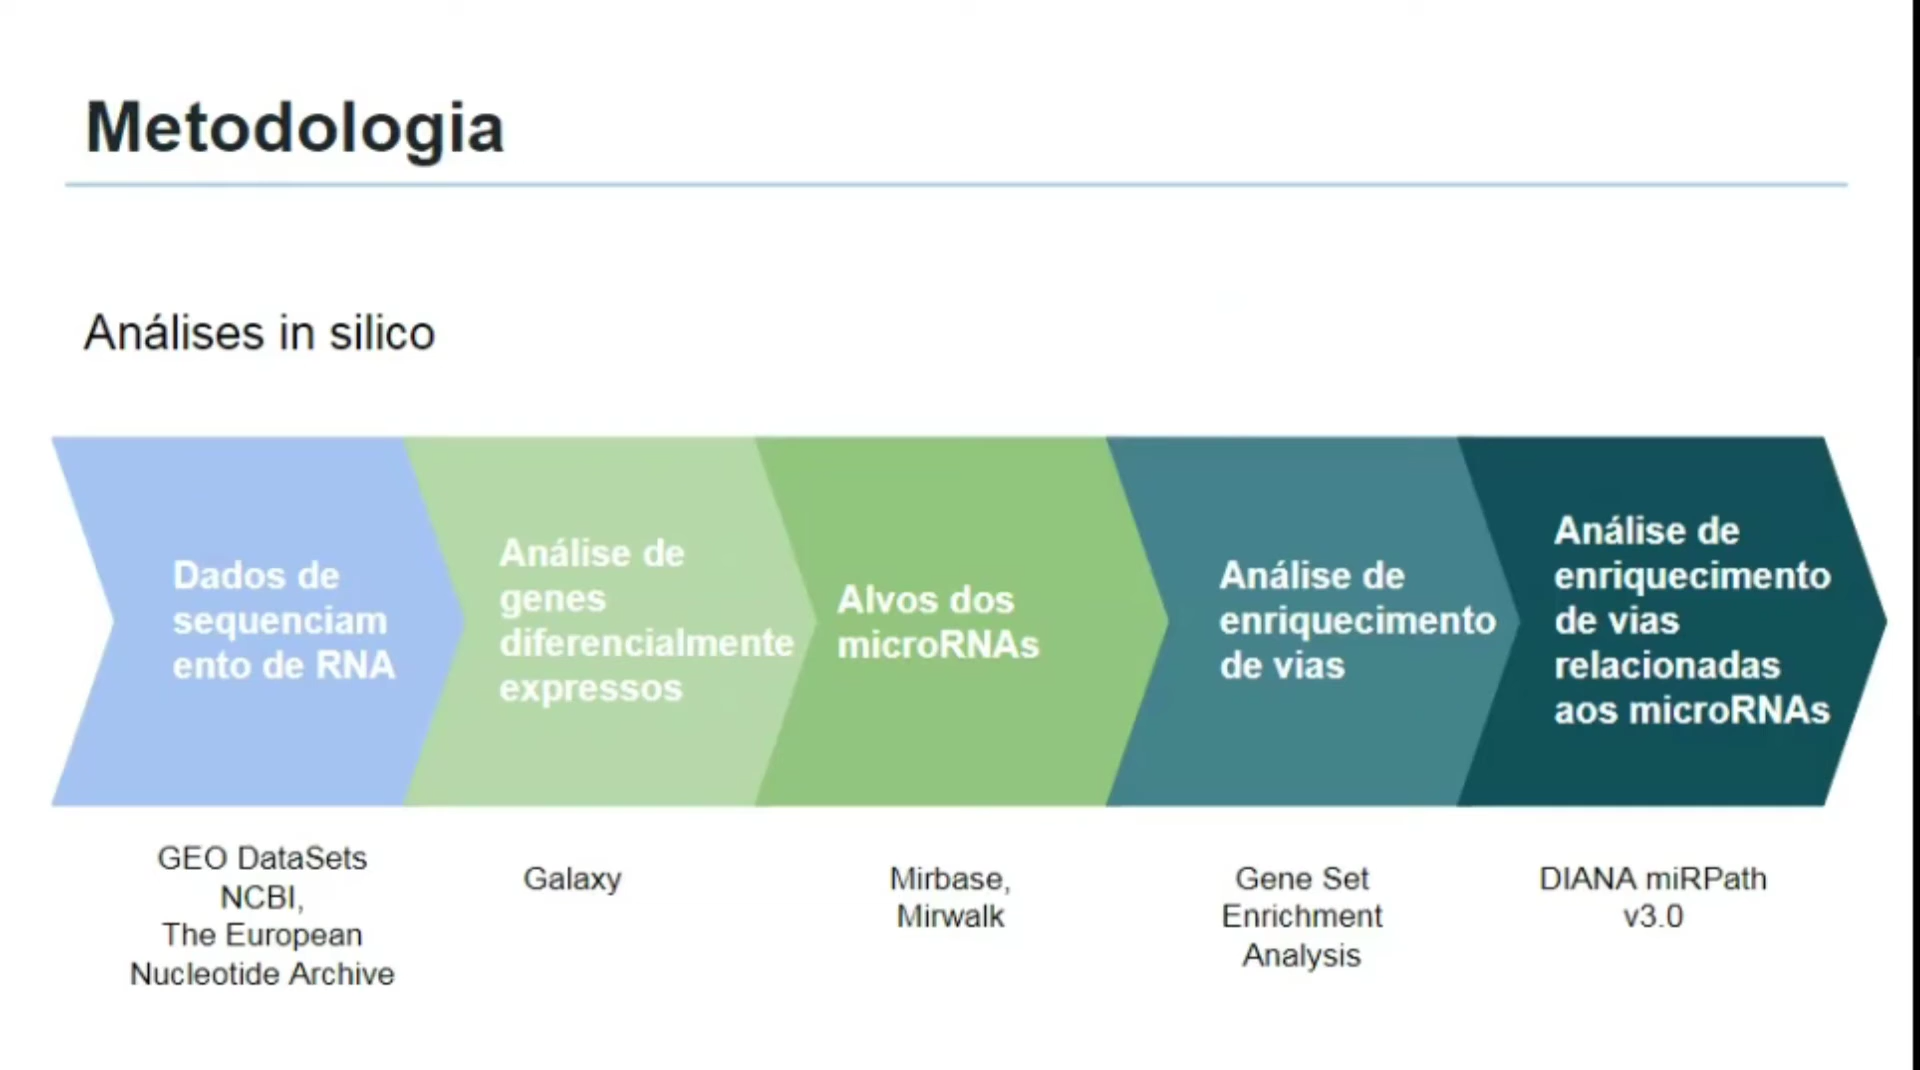 Metodologia
Análises in silico
Dados de
sequenciam
ento de RNA
Análise de
genes
diferencialmente
expressos
Alvos dos
microRNAs
Análise de
enriquecimento
de vias
Análise de
enriquecimento
de vias
relacionadas
aos microRNAs
GEO DataSets
NCBI,
The European
Nucleotide Archive
Galaxy
Mirbase,
Mirwalk
Gene Set
Enrichment
Analysis
DIANA miRPath
v3.0